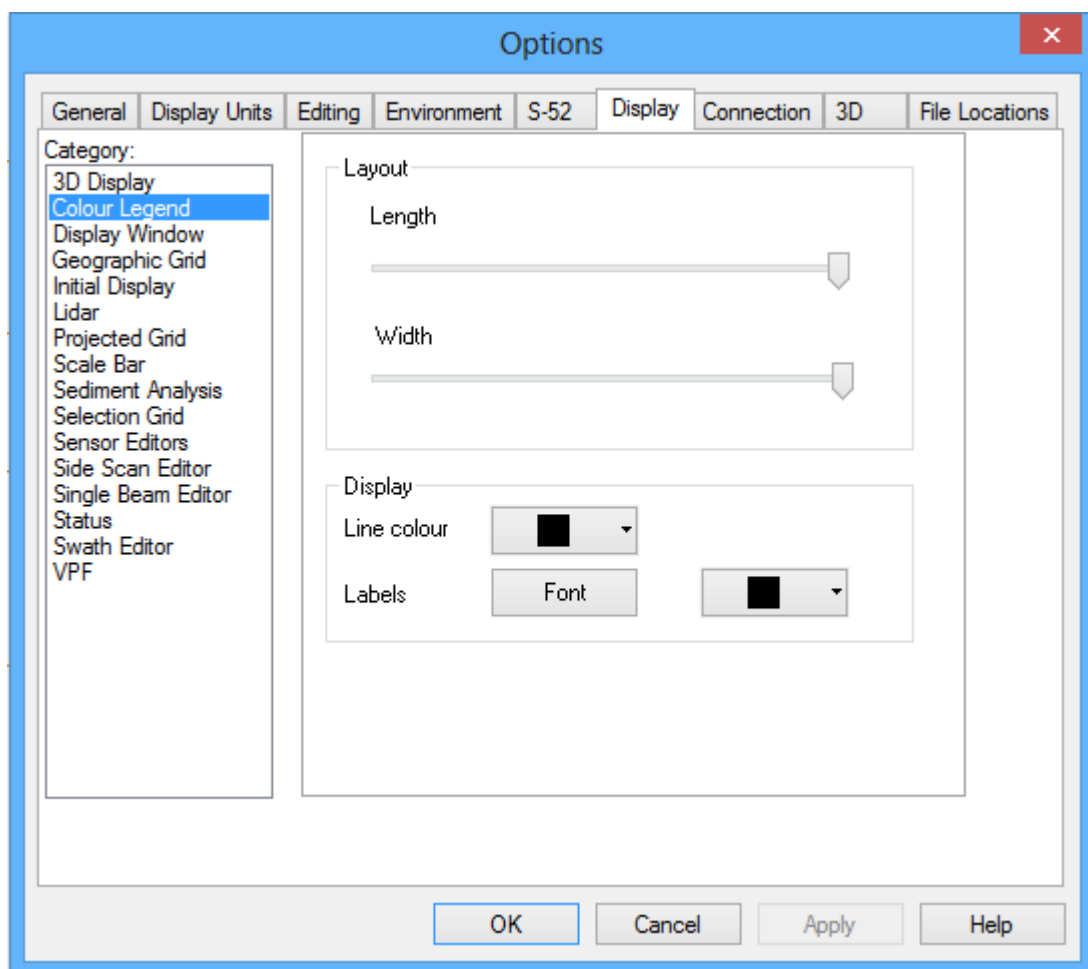 Options
General Display Units Editing Environment S-52 Display Connection 3D File Locations
Category:
3D Display
Colour Legend
Display Window
Geographic Grid
Initial Display
Lidar
Projected Grid
Scale Bar
Sediment Analysis
Selection Grid
Sensor Editors
Side Scan Editor
Single Beam Editor
Status
Swath Editor
VPF
Layout
Length
Width
Display
Line colour
Labels Font
OK Cancel Apply Help